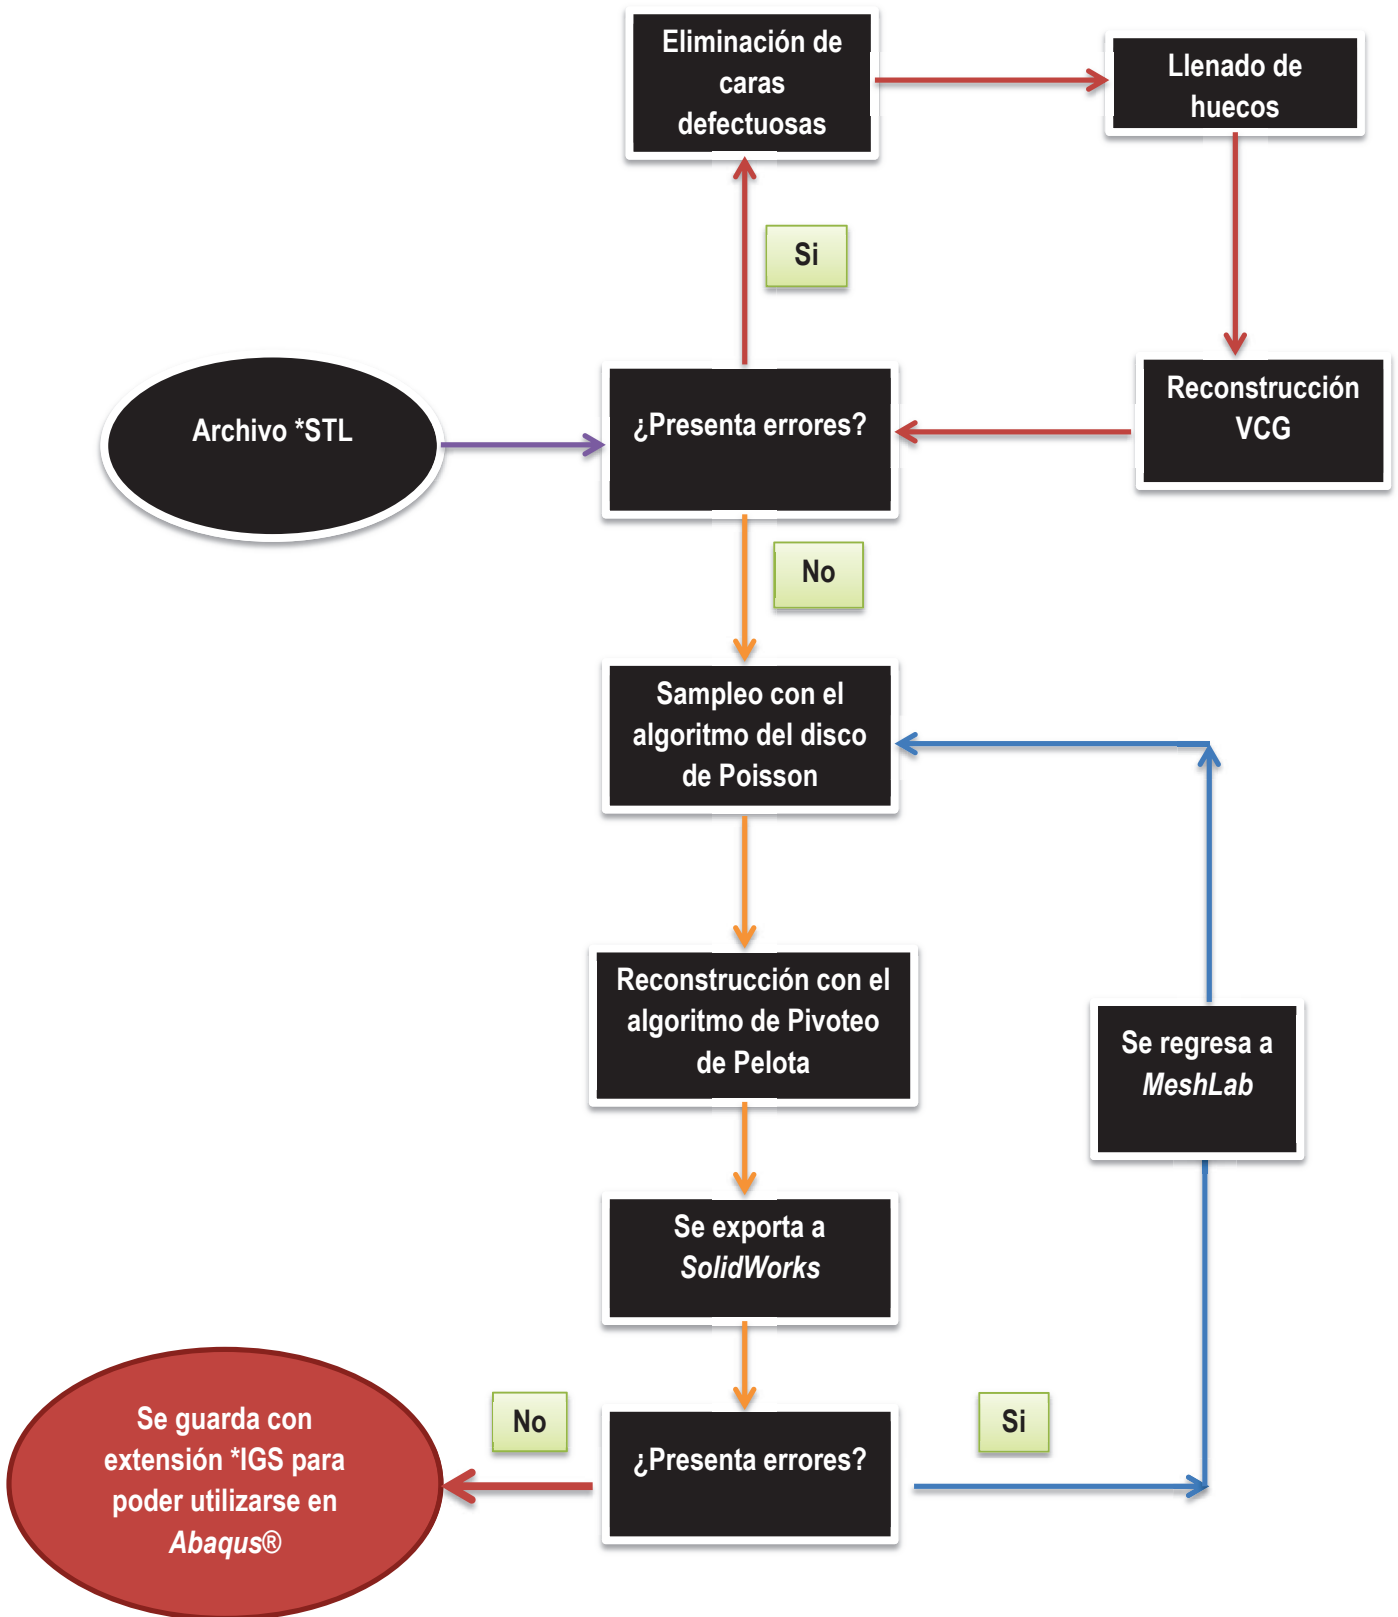 Eliminación de
caras
defectuosas
Llenado de
huecos
Si
Archivo *STL
¿Presenta errores?
Reconstrucción
VCG
No
Sampleo con el
algoritmo del disco
de Poisson
Reconstrucción con el
algoritmo de Pivoteo
de Pelota
Se regresa a
MeshLab
Se exporta a
SolidWorks
Se guarda con
extensión *IGS para
poder utilizarse en
Abaqus®
No
¿Presenta errores?
Si